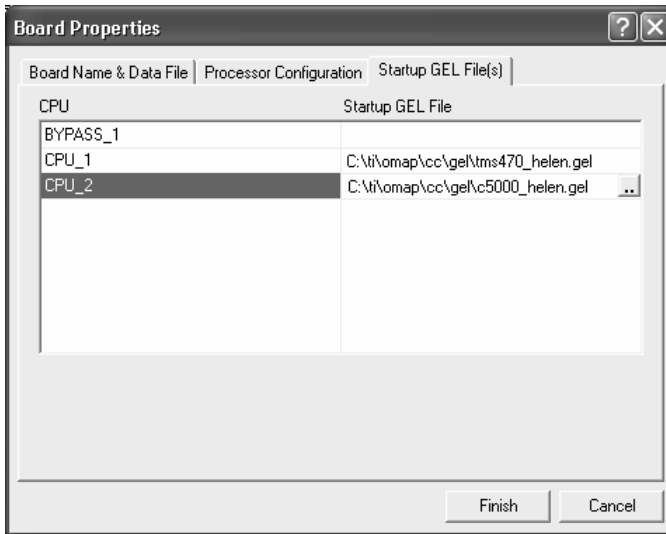 Board Properties
Board Name & Data File Processor Configuration Startup GEL File(s)
CPU Startup GEL File
BYPASS_1
CPU_1 C:\ti\omap\cc\gel\tms470_helen.gel
CPU_2 C:\ti\omap\cc\gel\c5000_helen.gel ..
Finish Cancel